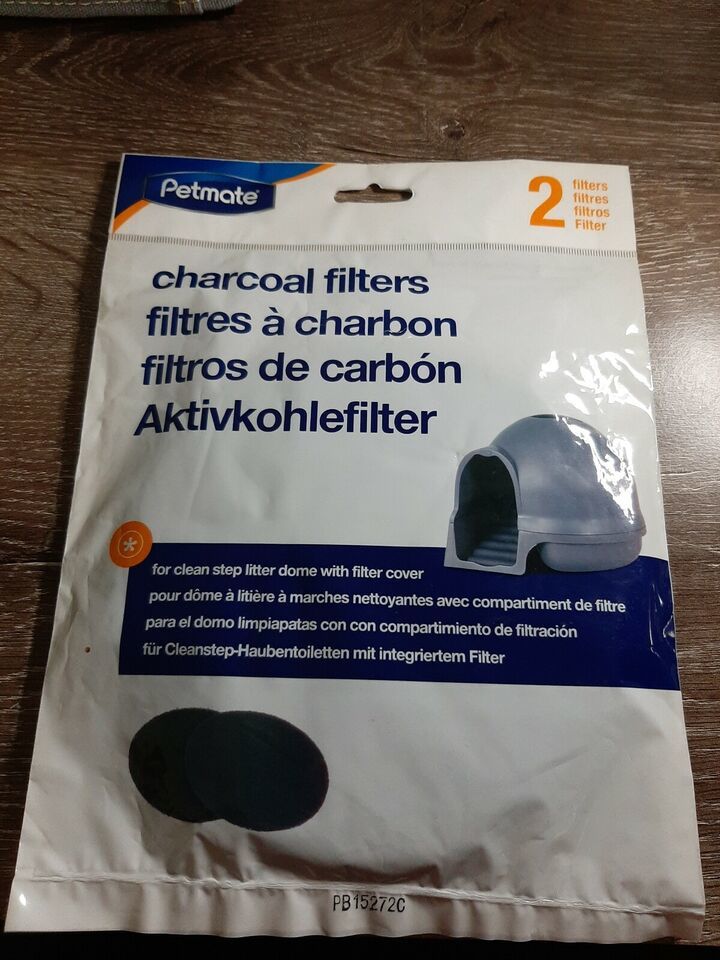 Petmate
2
filters
filtres
filtros
Filter
charcoal filters
filtres à charbon
filtros de carbón
Aktivkohlefilter
for clean step litter dome with filter cover
pour dôme à litière à marches nettoyantes avec compartiment de filtre
para el domo limpiapatas con con compartimiento de filtración
für Cleanstep-Haubentoiletten mit integriertem Filter
PB15272C